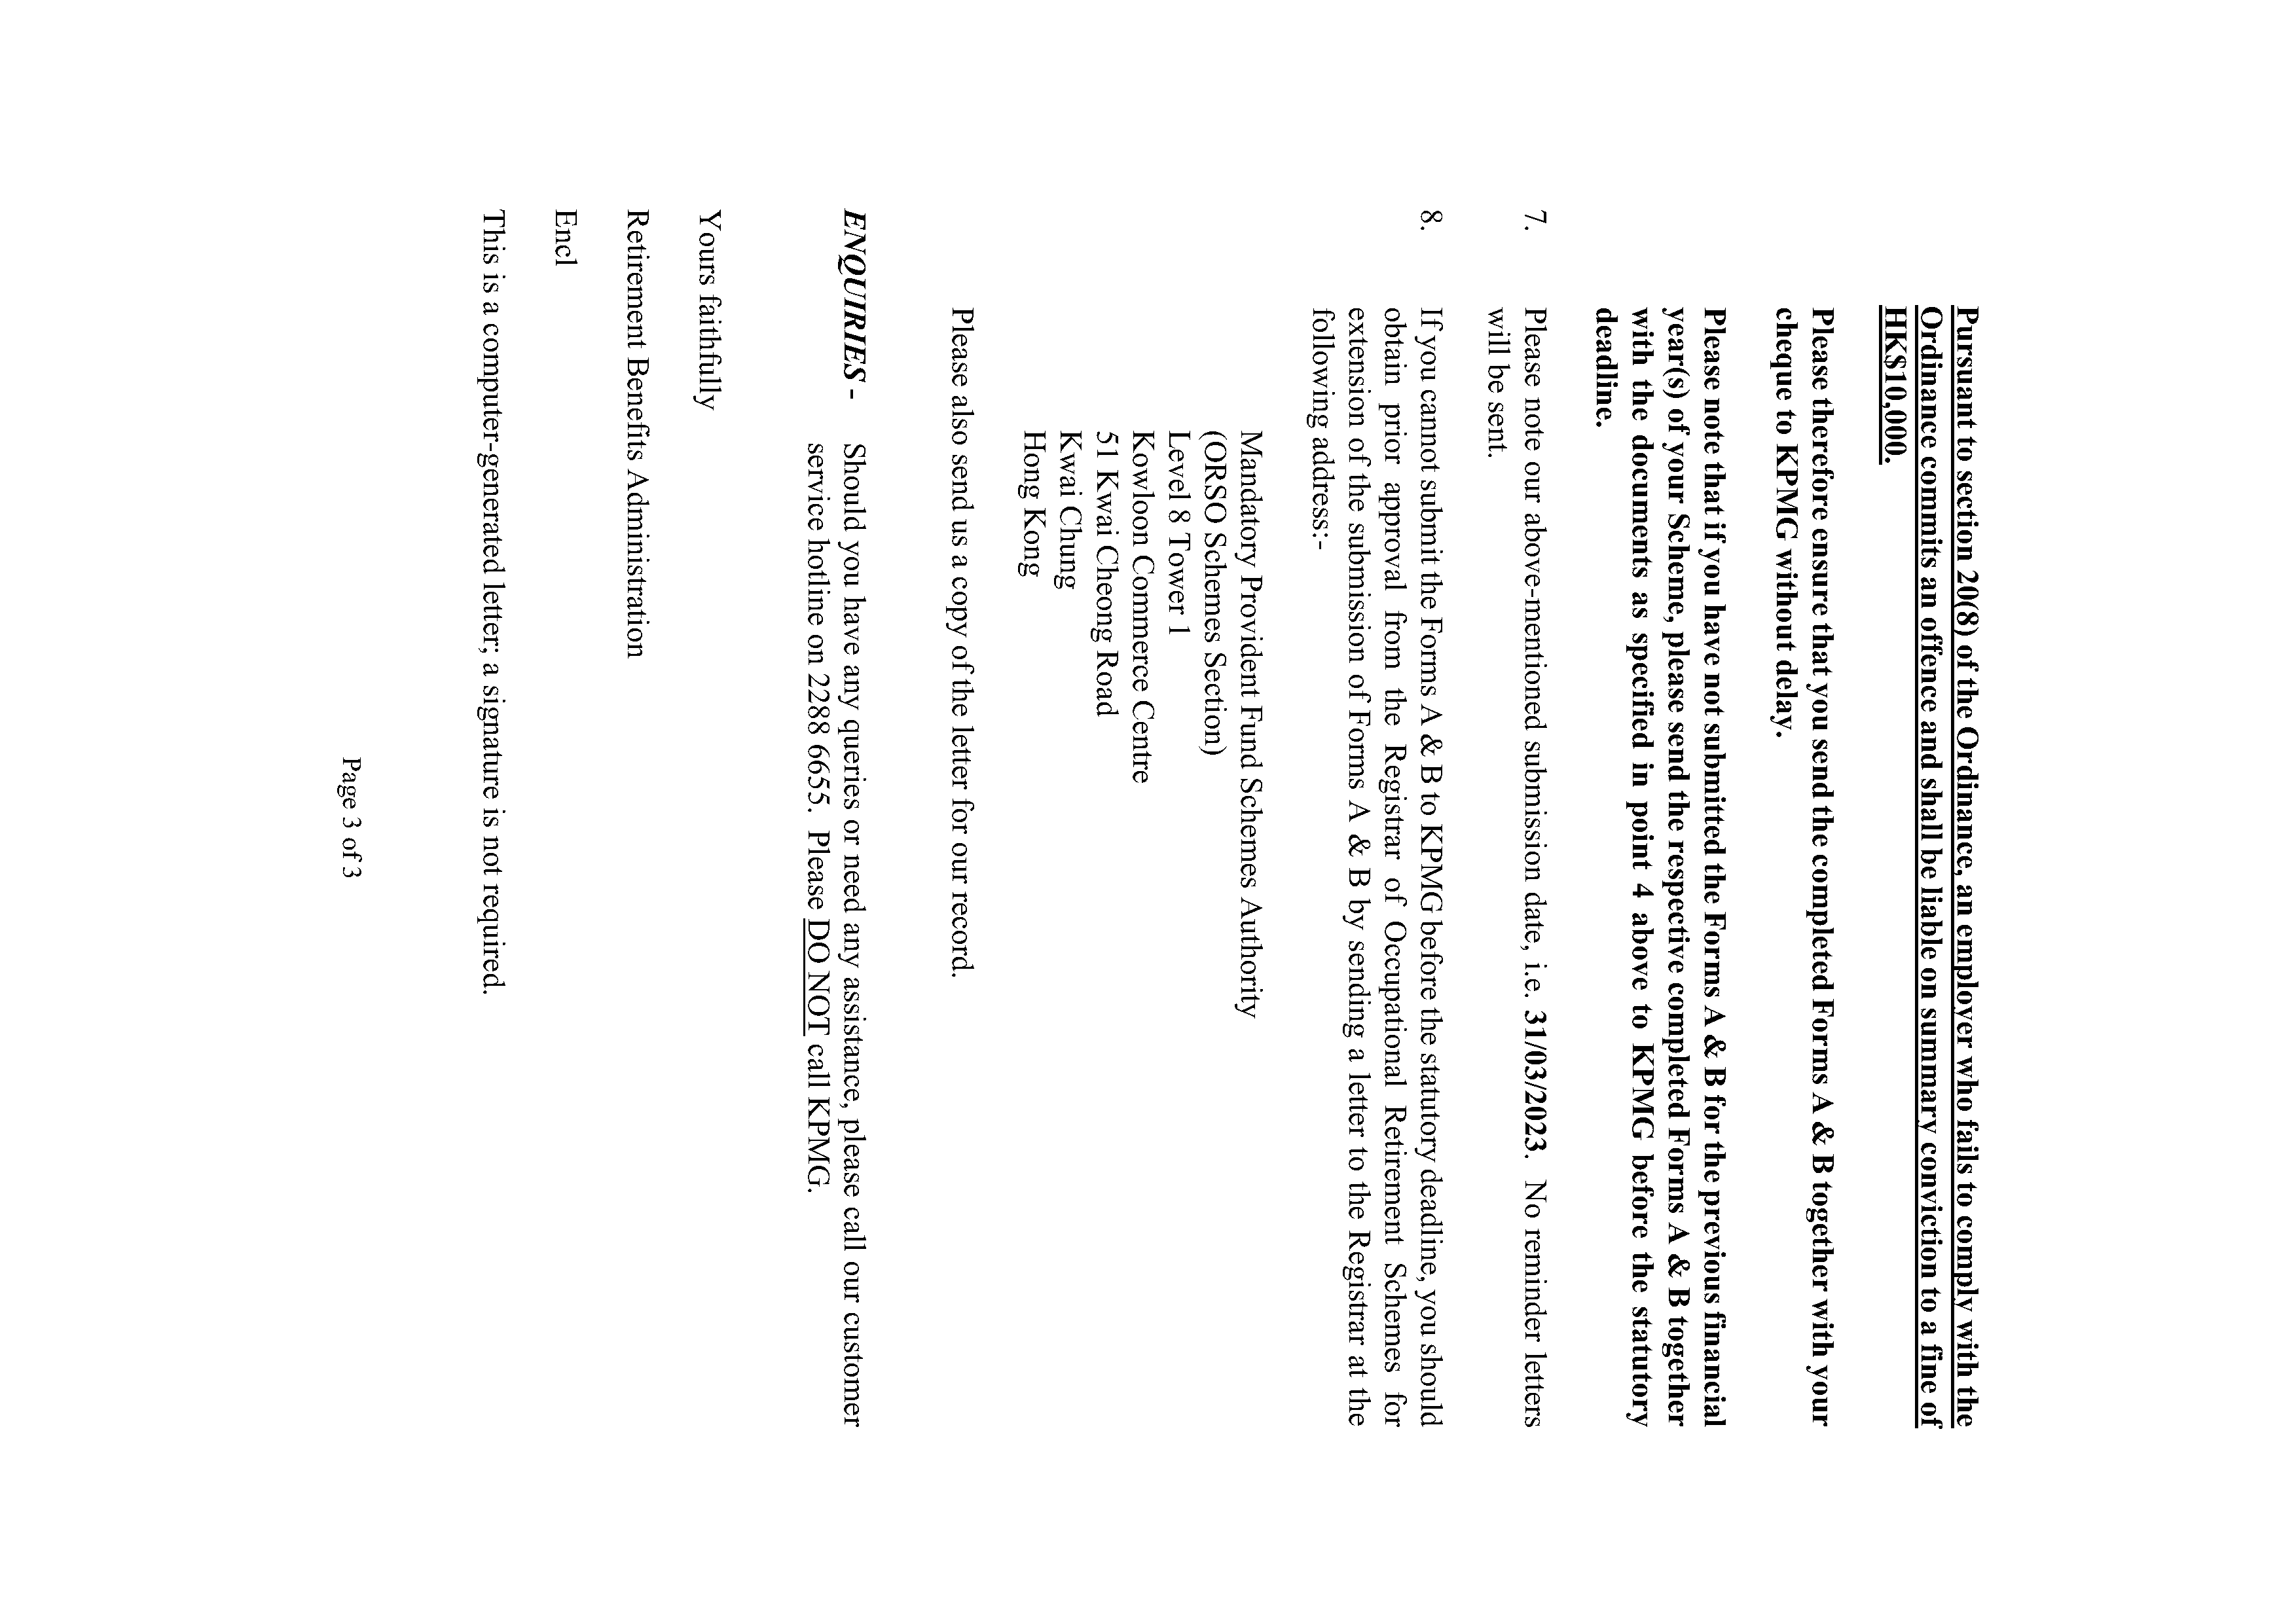 Pursuant to section 20(8) of the Ordinance, an employer who fails to comply with the
Ordinance commits an offence and shall be liable on summary conviction to a fine of
HK$10,000.
Please therefore ensure that you send the completed Forms A & B together with your
cheque to KPMG without delay.
Please note that if you have not submitted the Forms A & B for the previous financial
year(s) of your Scheme, please send the respective completed Forms A & B together
with the documents as specified in point 4 above to KPMG before the statutory
deadline.
7. Please note our above-mentioned submission date, i.e. 31/03/2023. No reminder letters
will be sent.
8. If you cannot submit the Forms A & B to KPMG before the statutory deadline, you should
obtain prior approval from the Registrar of Occupational Retirement Schemes for
extension of the submission of Forms A & B by sending a letter to the Registrar at the
following address:-
Mandatory Provident Fund Schemes Authority
(ORSO Schemes Section)
Level 8 Tower 1
Kowloon Commerce Centre
51 Kwai Cheong Road
Kwai Chung
Hong Kong
Please also send us a copy of the letter for our record.
ENQUIRIES - Should you have any queries or need any assistance, please call our customer
service hotline on 2288 6655. Please DO NOT call KPMG.
Yours faithfully
Retirement Benefits Administration
Encl
This is a computer-generated letter; a signature is not required.
Page 3 of 3